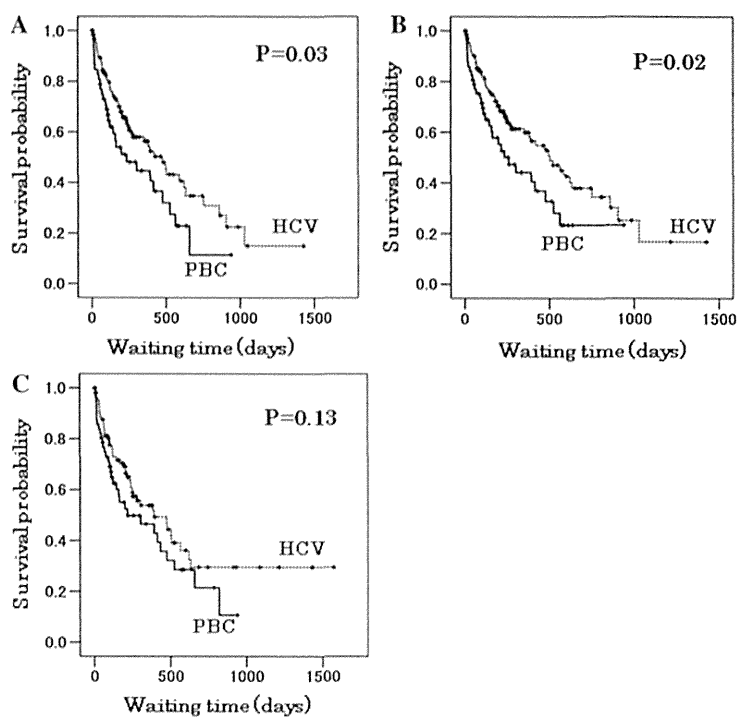 A
P=0.03
1.0
0.8
0.6
0.4
0.2
0.0
Survival probability
HCV
PBC
0 500 1000 1500
Waiting time (days)
B
P=0.02
1.0
0.8
0.6
0.4
0.2
0.0
Survival probability
HCV
PBC
0 500 1000 1500
Waiting time (days)
C
P=0.13
1.0
0.8
0.6
0.4
0.2
0.0
Survival probability
HCV
PBC
0 500 1000 1500
Waiting time (days)